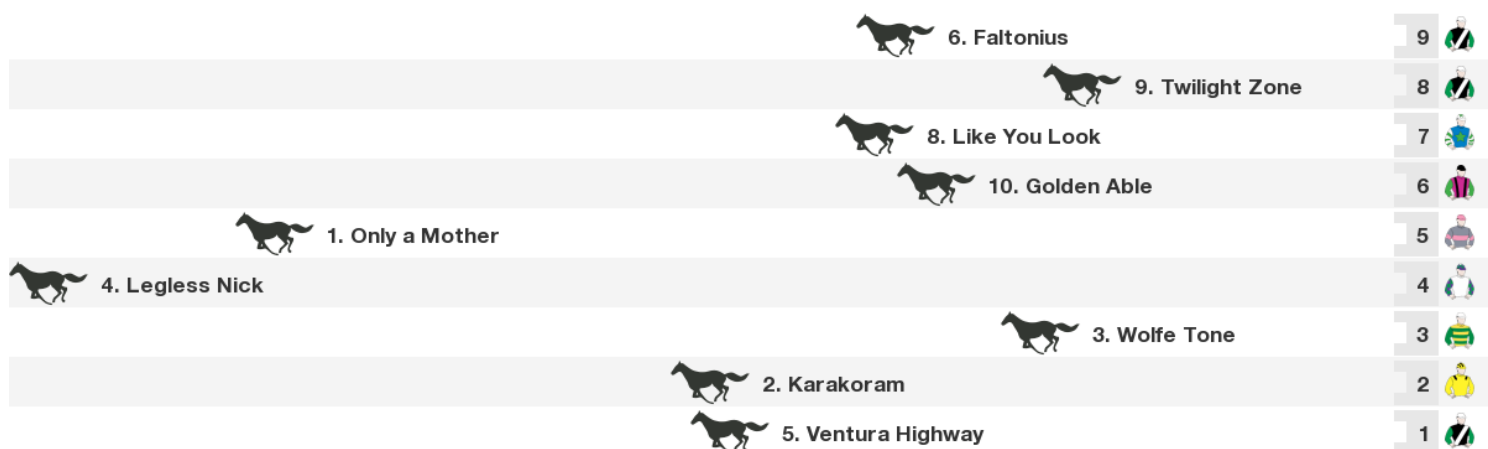 6. Faltonius 9
9. Twilight Zone 8
8. Like You Look 7
10. Golden Able 6
1. Only a Mother 5
4. Legless Nick 4
3. Wolfe Tone 3
2. Karakoram 2
5. Ventura Highway 1